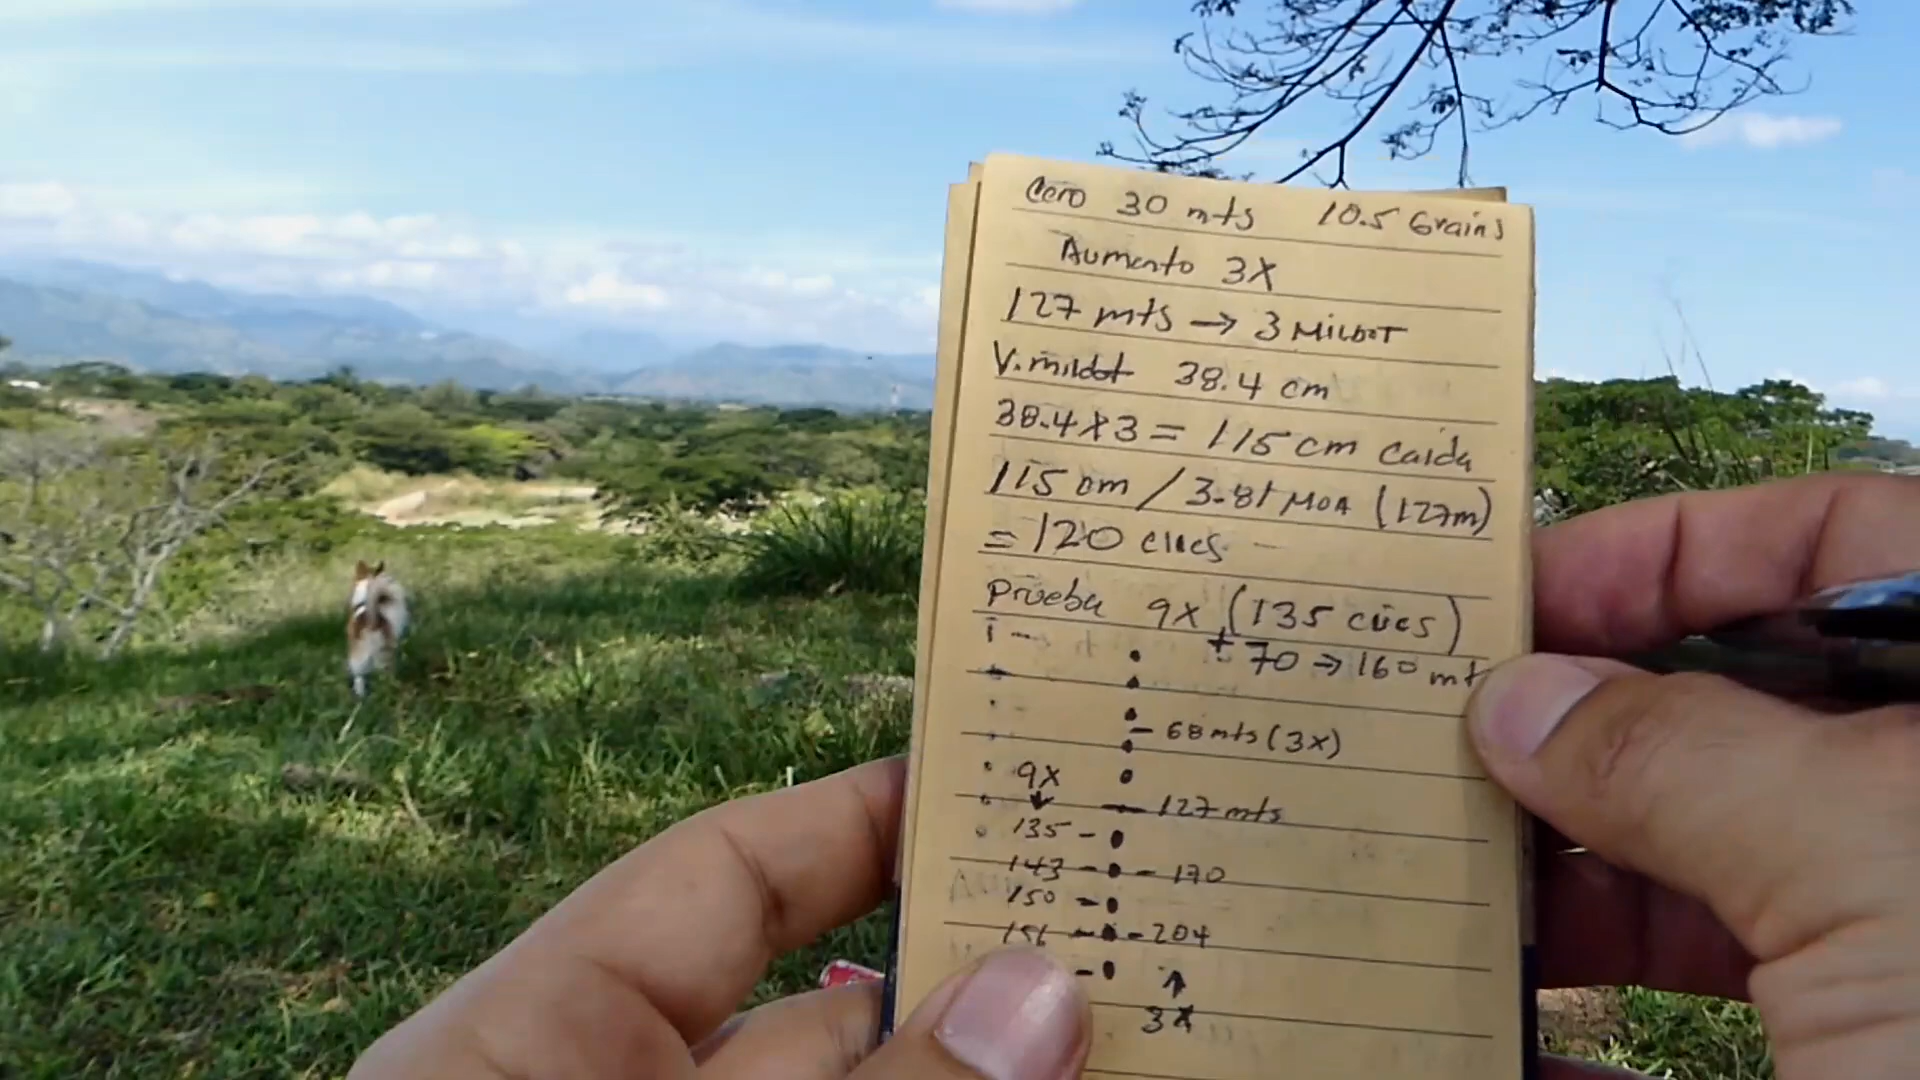 Cero 30 mts 10.5 Grains
Aumento 3X
127 mts → 3 MILDOT
V. mildot 38.4 cm
38.4 X 3 = 115 cm Caida
115 cm / 3.81 MOA (127m)
= 120 clics
Prueba 9x (135 clics)
+ 70 → 160 mt
- 68 mts (3x)
9X
- 127 mts
135 -
143 - - 170
150 -
156 - - 204
3X